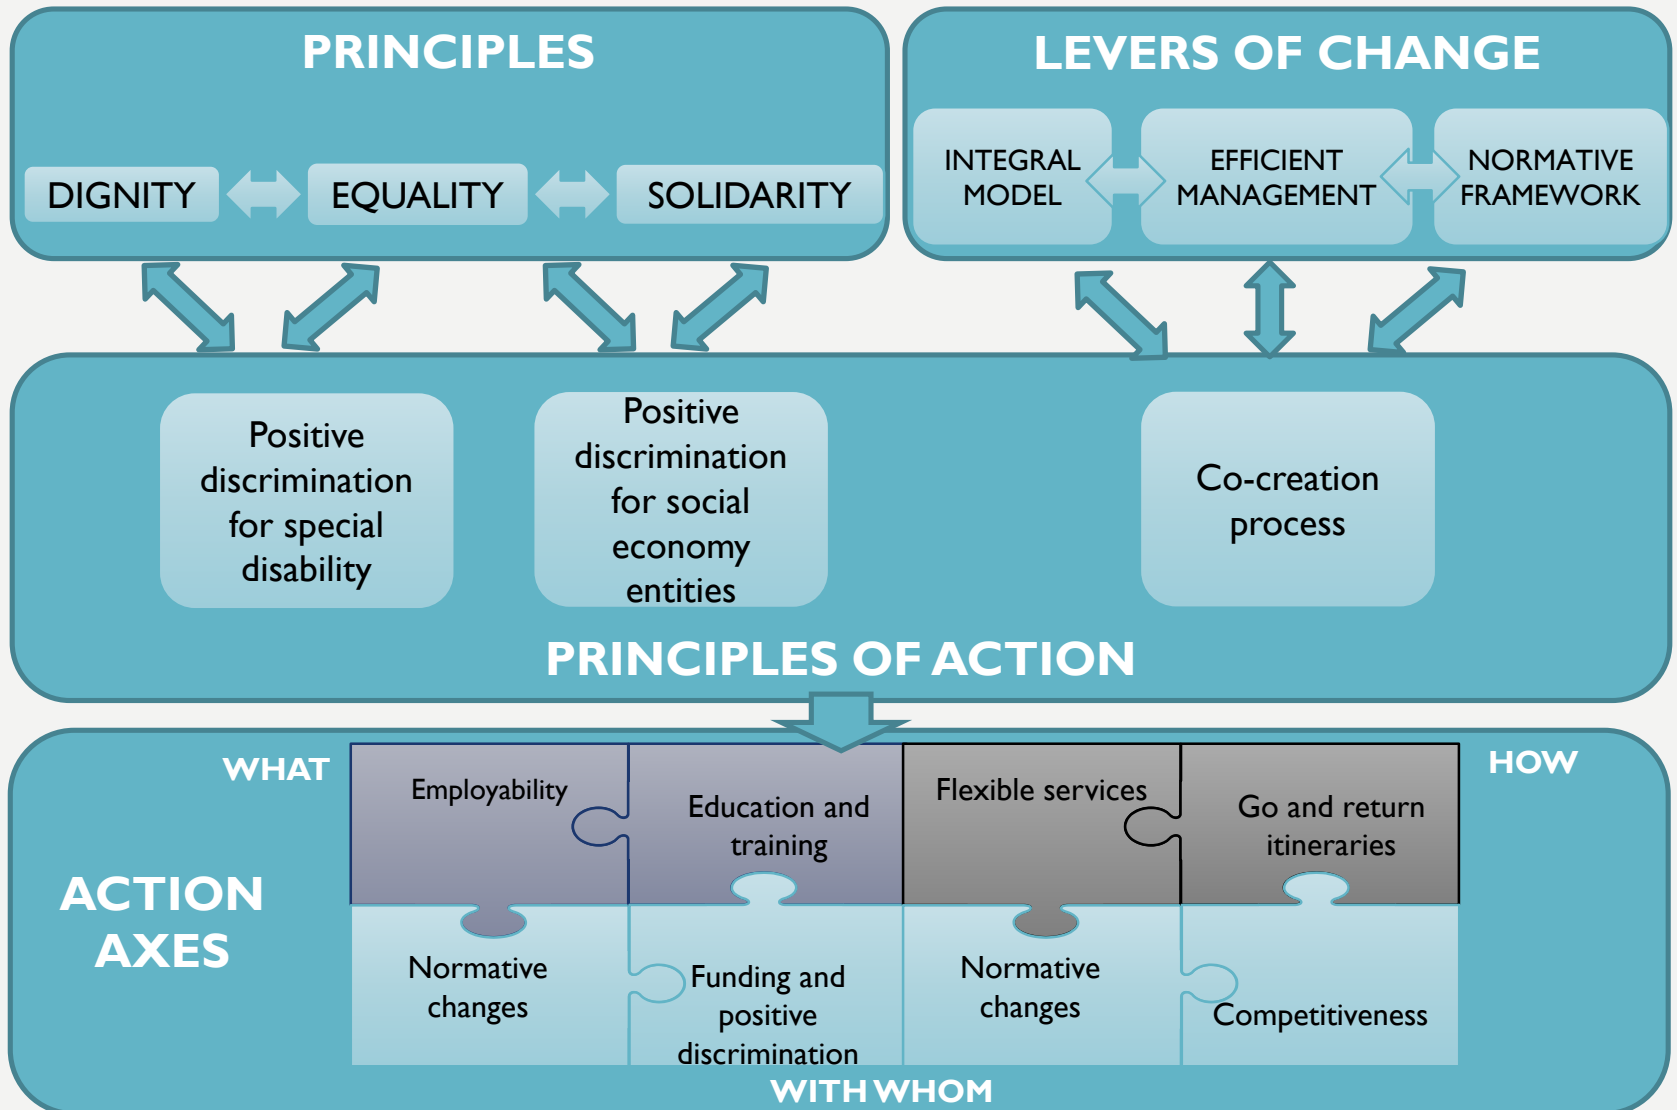 PRINCIPLES
DIGNITY
EQUALITY
SOLIDARITY
LEVERS OF CHANGE
INTEGRAL
MODEL
EFFICIENT
MANAGEMENT
NORMATIVE
FRAMEWORK
Positive
discrimination
for special
disability
Positive
discrimination
for social
economy
entities
Co-creation
process
PRINCIPLES OF ACTION
WHAT
HOW
Employability
Education and
training
Flexible services
Go and return
itineraries
ACTION
AXES
Normative
changes
Funding and
positive
discrimination
Normative
changes
Competitiveness
WITH WHOM